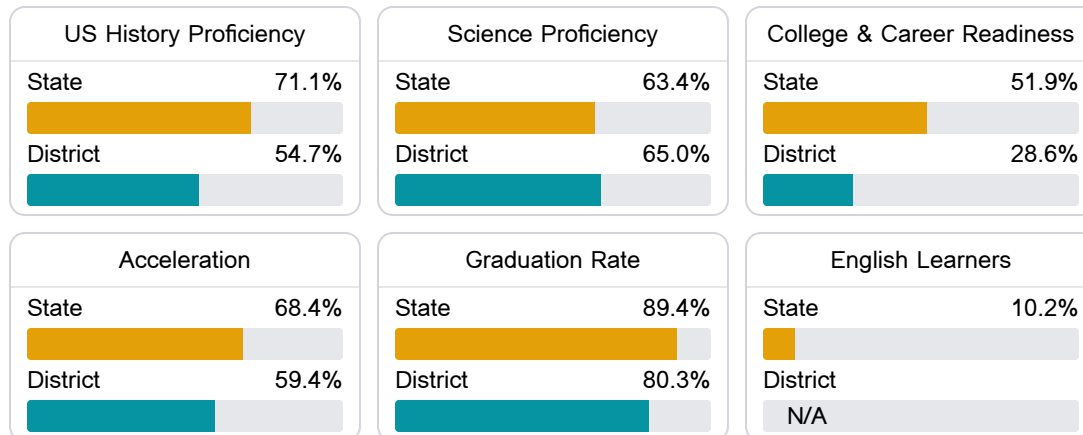 US History Proficiency
State 71.1%
District 54.7%
Science Proficiency
State 63.4%
District 65.0%
College & Career Readiness
State 51.9%
District 28.6%
Acceleration
State 68.4%
District 59.4%
Graduation Rate
State 89.4%
District 80.3%
English Learners
State 10.2%
District
N/A